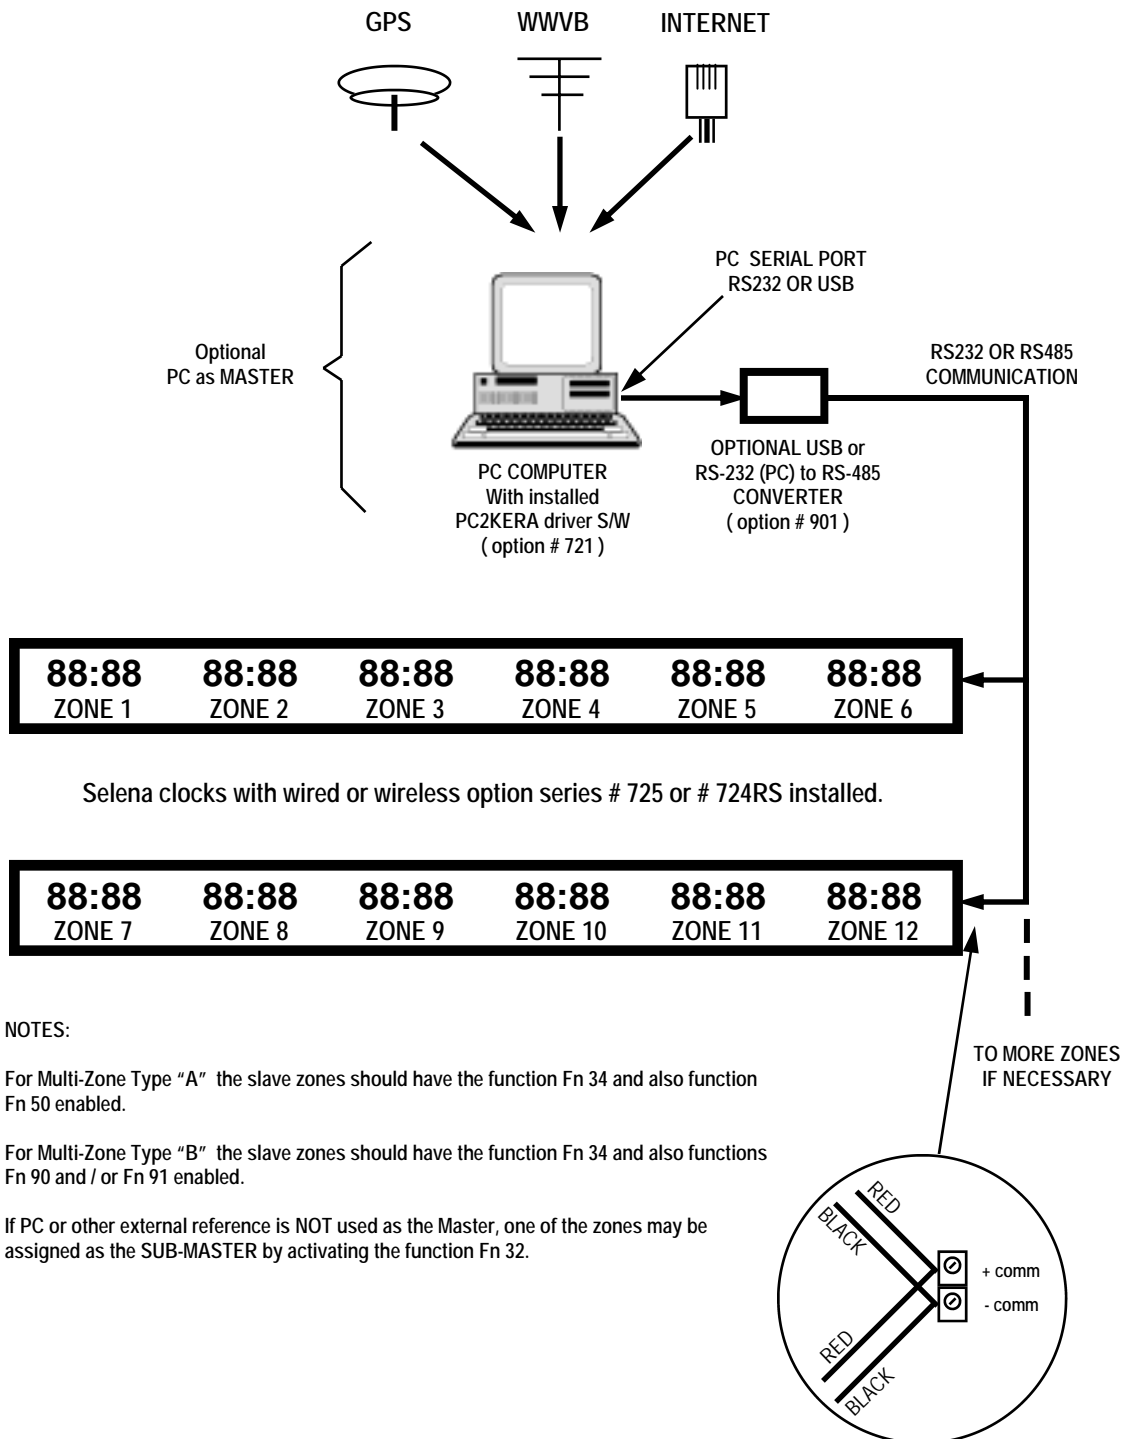 GPS WWVB INTERNET
PC SERIAL PORT
RS232 OR USB
Optional
PC as MASTER
RS232 OR RS485
COMMUNICATION
OPTIONAL USB or
RS-232 (PC) to RS-485
CONVERTER
( option # 901 )
PC COMPUTER
With installed
PC2KERA driver S/W
( option # 721 )
88:88 88:88 88:88 88:88 88:88 88:88
ZONE 1 ZONE 2 ZONE 3 ZONE 4 ZONE 5 ZONE 6
Selena clocks with wired or wireless option series # 725 or # 724RS installed.
88:88 88:88 88:88 88:88 88:88 88:88
ZONE 7 ZONE 8 ZONE 9 ZONE 10 ZONE 11 ZONE 12
TO MORE ZONES
IF NECESSARY
NOTES:
For Multi-Zone Type “A” the slave zones should have the function Fn 34 and also function
Fn 50 enabled.
For Multi-Zone Type “B” the slave zones should have the function Fn 34 and also functions
Fn 90 and / or Fn 91 enabled.
If PC or other external reference is NOT used as the Master, one of the zones may be
assigned as the SUB-MASTER by activating the function Fn 32.
RED
BLACK
+ comm
- comm
RED
BLACK